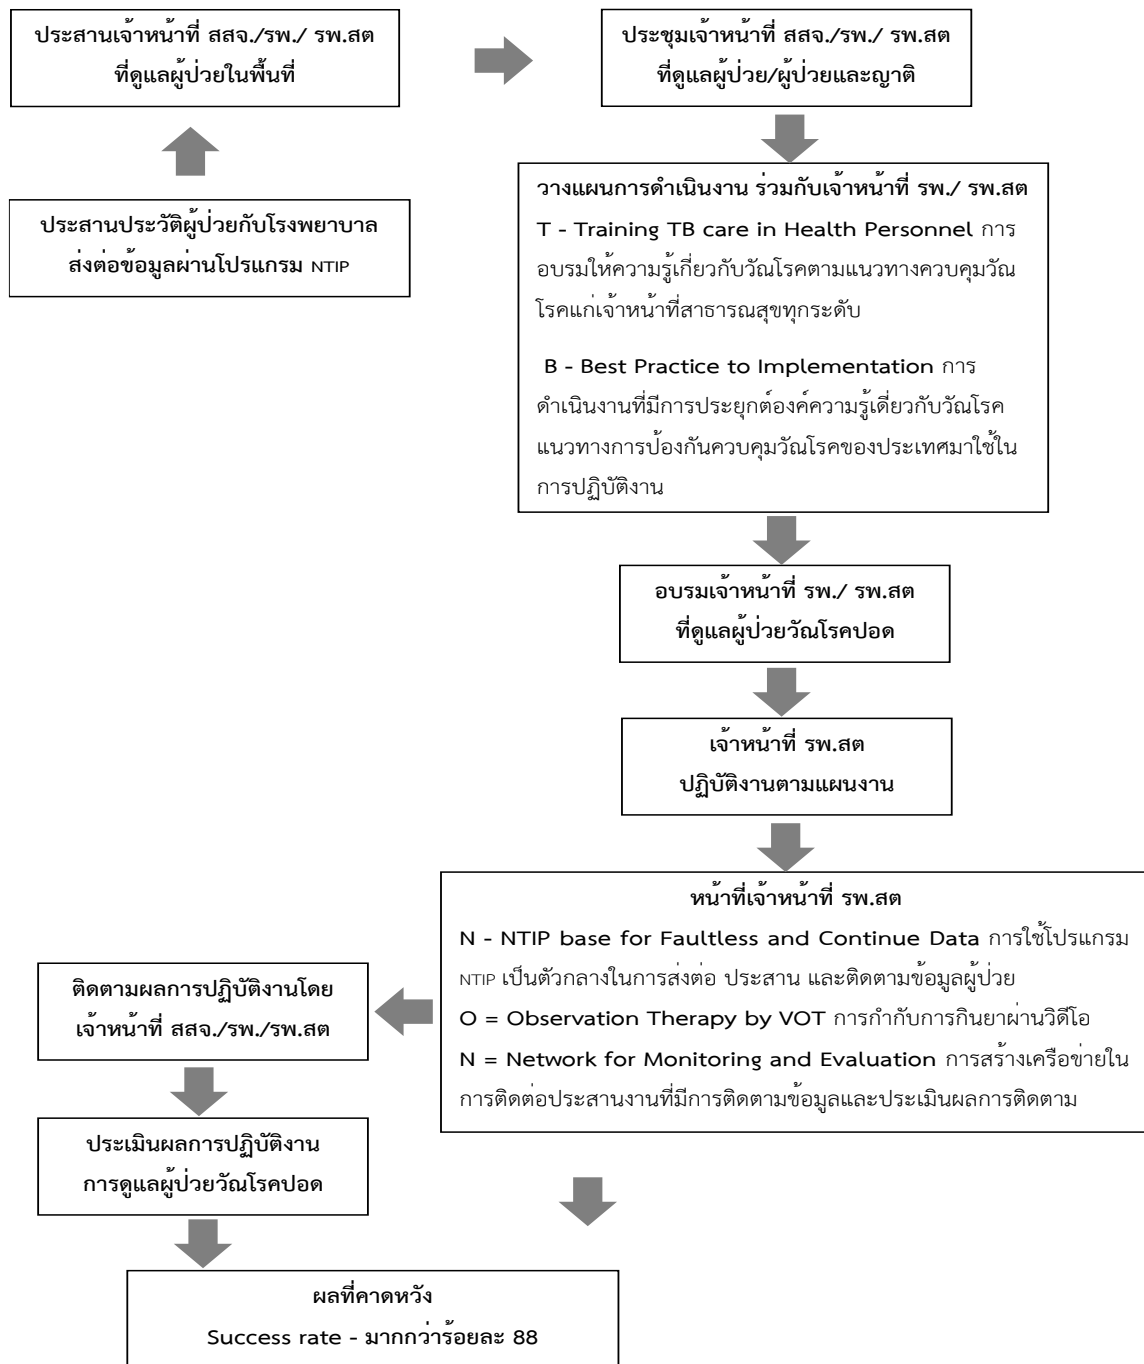 ประสานเจ้าหน้าที่ สสจ./รพ./ รพ.สต
ที่ดูแลผู้ป่วยในพื้นที่
ประชุมเจ้าหน้าที่ สสจ./รพ./ รพ.สต
ที่ดูแลผู้ป่วย/ผู้ป่วยและญาติ
ประสานประวัติผู้ป่วยกับโรงพยาบาล
ส่งต่อข้อมูลผ่านโปรแกรม NTIP
วางแผนการดำเนินงาน ร่วมกับเจ้าหน้าที่ รพ./ รพ.สต
T - Training TB care in Health Personnel การ
อบรมให้ความรู้เกี่ยวกับวัณโรคตามแนวทางควบคุมวัณ
โรคแก่เจ้าหน้าที่สาธารณสุขทุกระดับ
B - Best Practice to Implementation การ
ดำเนินงานที่มีการประยุกต์องค์ความรู้เดี่ยวกับวัณโรค
แนวทางการป้องกันควบคุมวัณโรคของประเทศมาใช้ใน
การปฏิบัติงาน
อบรมเจ้าหน้าที่ รพ./ รพ.สต
ที่ดูแลผู้ป่วยวัณโรคปอด
เจ้าหน้าที่ รพ.สต
ปฏิบัติงานตามแผนงาน
หน้าที่เจ้าหน้าที่ รพ.สต
N - NTIP base for Faultless and Continue Data การใช้โปรแกรม
NTIP เป็นตัวกลางในการส่งต่อ ประสาน และติดตามข้อมูลผู้ป่วย
O = Observation Therapy by VOT การกำกับการกินยาผ่านวิดีโอ
N = Network for Monitoring and Evaluation การสร้างเครือข่ายใน
การติดต่อประสานงานที่มีการติดตามข้อมูลและประเมินผลการติดตาม
ติดตามผลการปฏิบัติงานโดย
เจ้าหน้าที่ สสจ./รพ./รพ.สต
ประเมินผลการปฏิบัติงาน
การดูแลผู้ป่วยวัณโรคปอด
ผลที่คาดหวัง
Success rate - มากกว่าร้อยละ 88